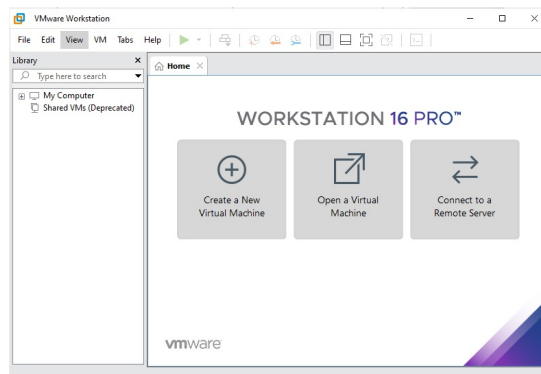 VMware Workstation
File Edit View VM Tabs Help
Library
Type here to search
My Computer
Shared VMs (Deprecated)
Home
WORKSTATION 16 PRO™
Create a New
Virtual Machine
Open a Virtual
Machine
Connect to a
Remote Server
vmware